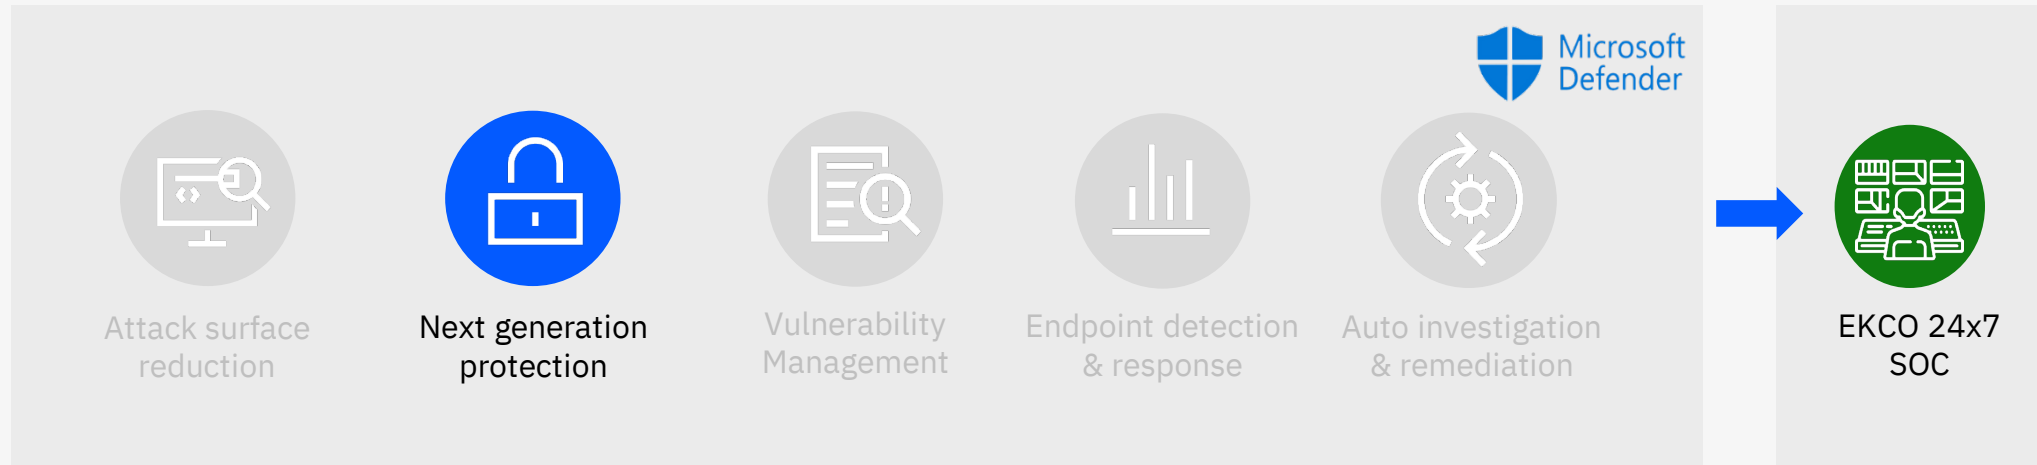 Microsoft
Defender
Attack surface
reduction
Next generation
protection
Vulnerability
Management
Endpoint detection
& response
Auto investigation
& remediation
EKCO 24x7
SOC